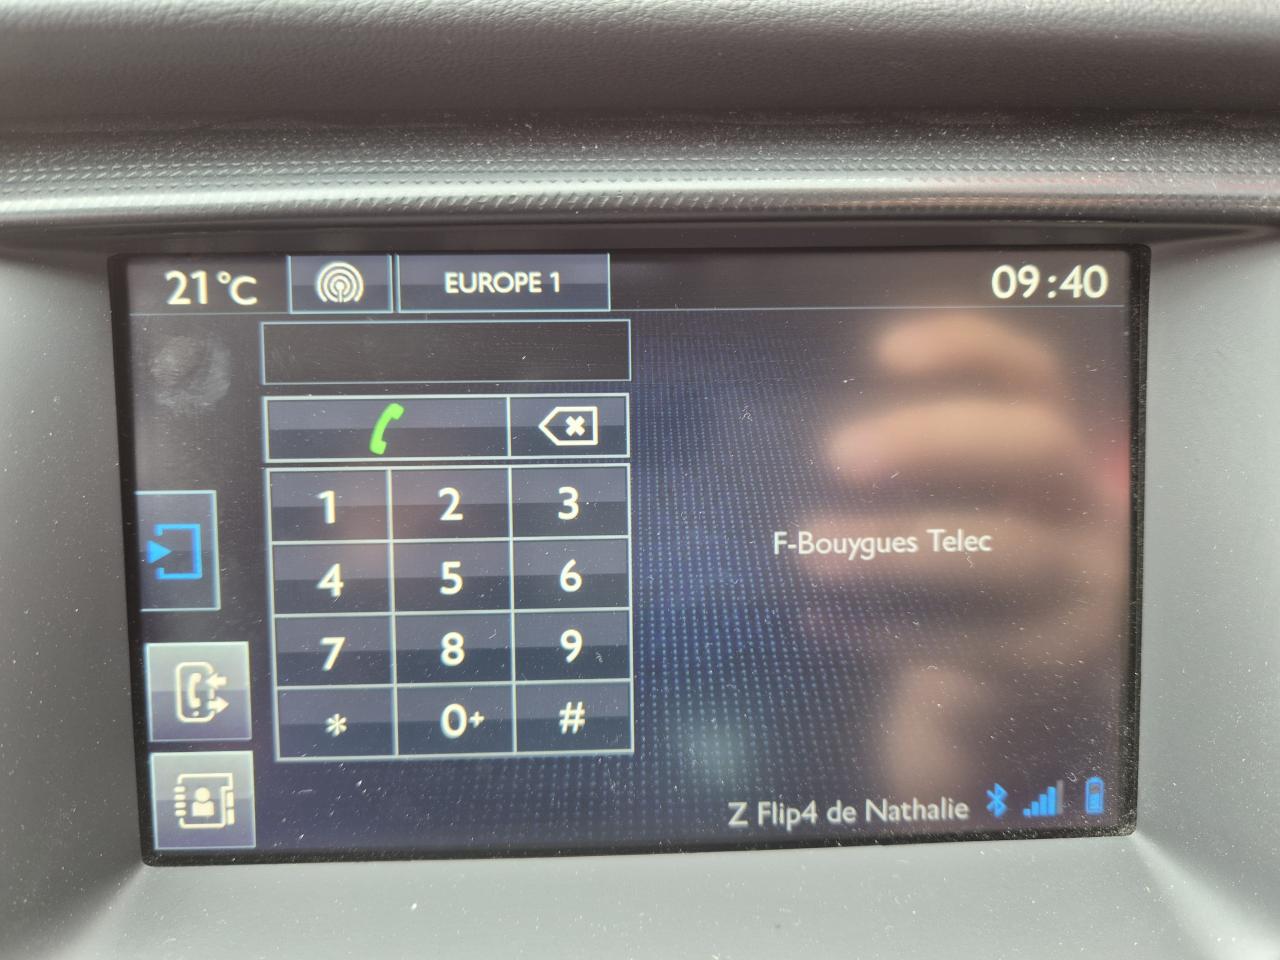 21°C
EUROPE 1
09:40
1 2 3
4 5 6
7 8 9
* 0+ #
F-Bouygues Telec
Z Flip4 de Nathalie